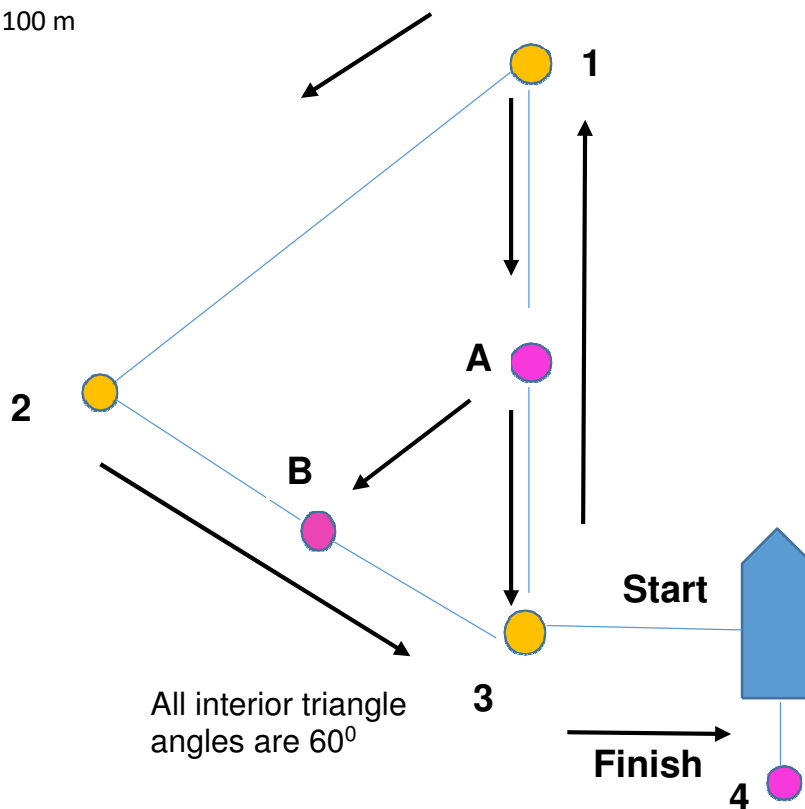 100 m
1
A
2
B
Start
3
All interior triangle
angles are 60⁰
Finish
4